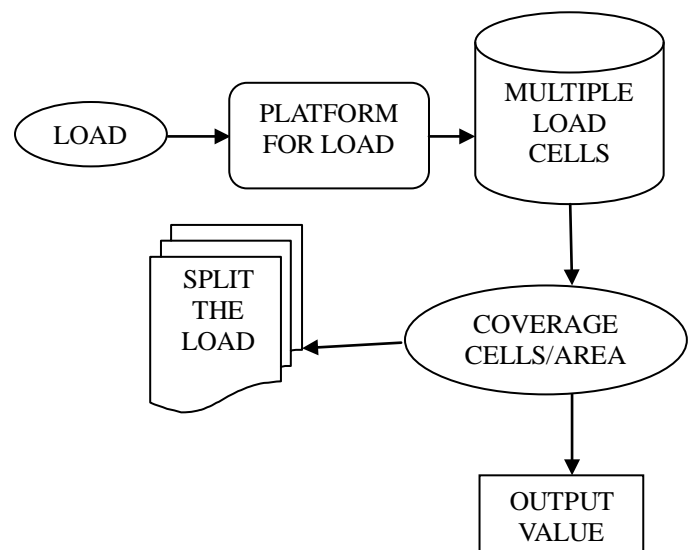 LOAD
PLATFORM
FOR LOAD
MULTIPLE
LOAD
CELLS
SPLIT
THE
LOAD
COVERAGE
CELLS/AREA
OUTPUT
VALUE